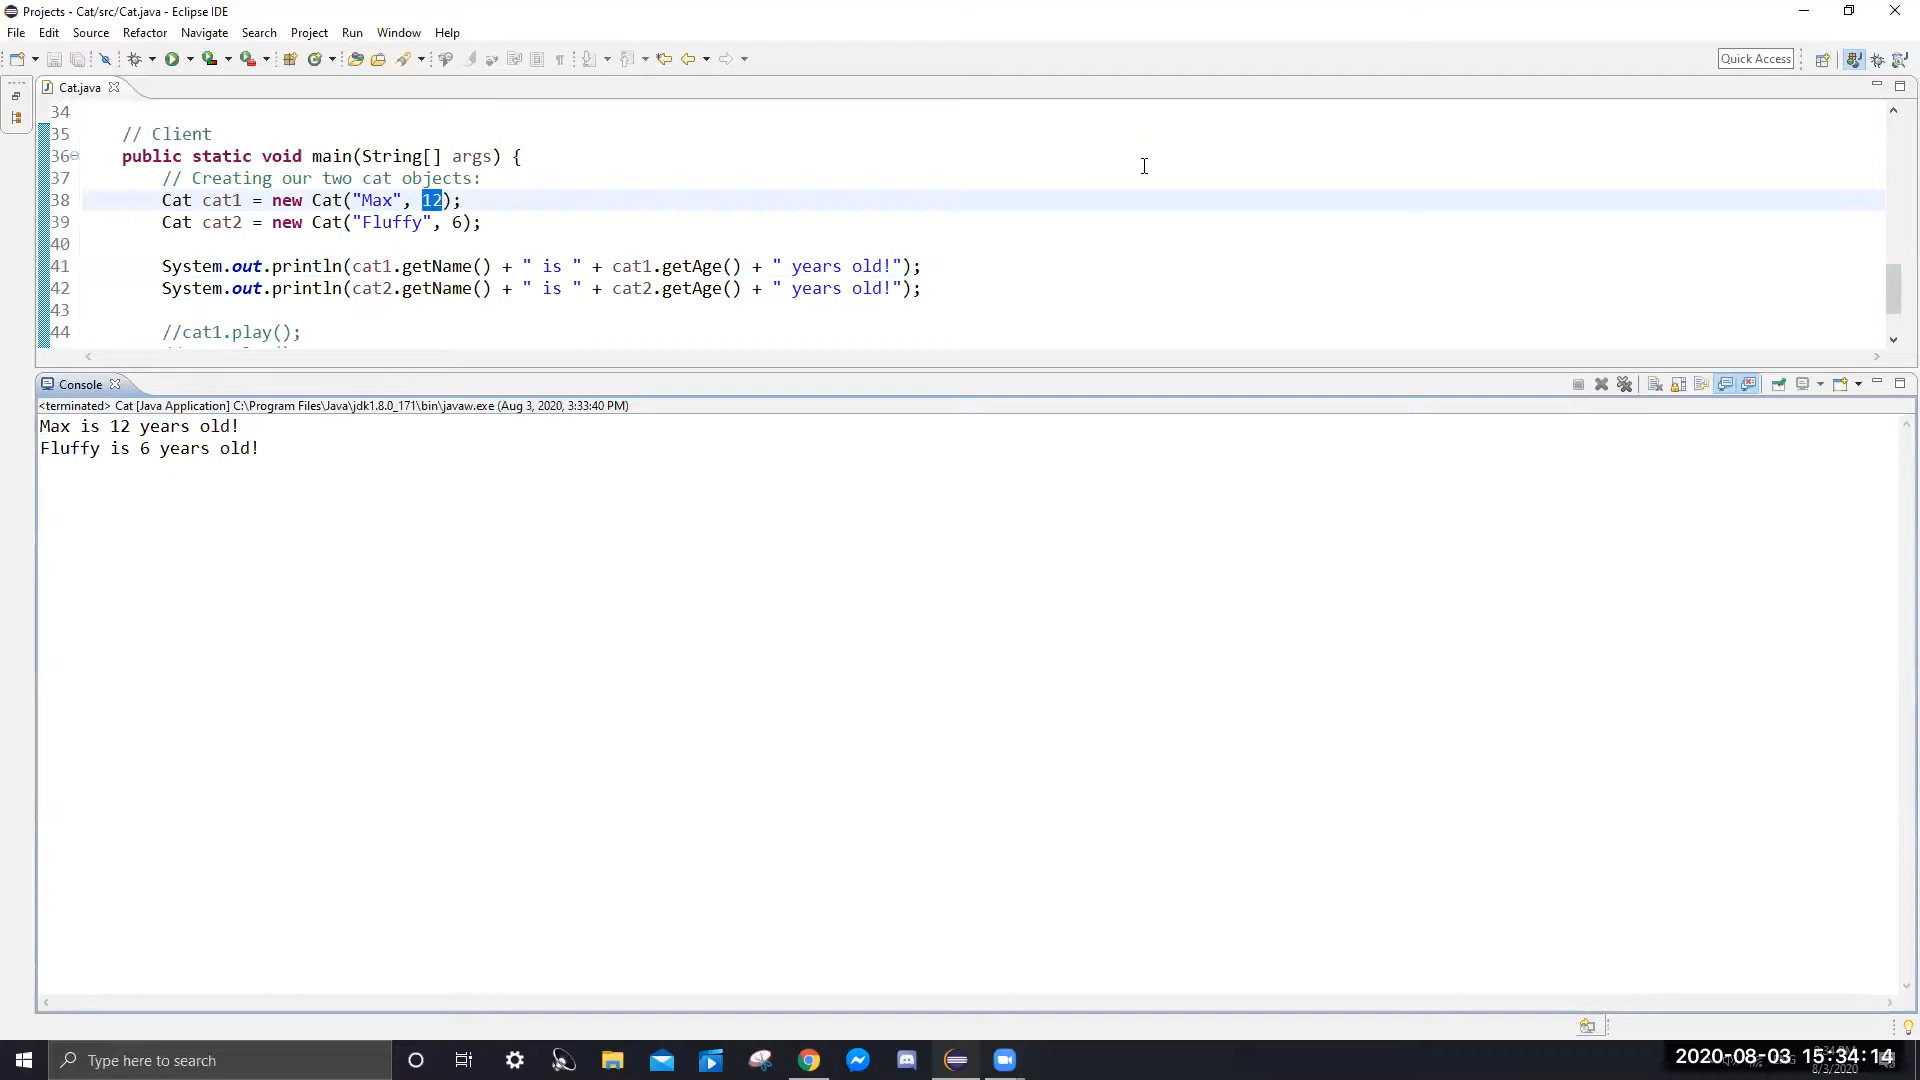 Projects - Cat/src/Cat.java - Eclipse IDE
File Edit Source Refactor Navigate Search Project Run Window Help
Quick Access
Cat.java
34
35 // Client
36 public static void main(String[] args) {
37 // Creating our two cat objects:
38 Cat cat1 = new Cat("Max", 12);
39 Cat cat2 = new Cat("Fluffy", 6);
40
41 System.out.println(cat1.getName() + " is " + cat1.getAge() + " years old!");
42 System.out.println(cat2.getName() + " is " + cat2.getAge() + " years old!");
43
44 //cat1.play();
Console
<terminated> Cat [Java Application] C:\Program Files\Java\jdk1.8.0_171\bin\javaw.exe (Aug 3, 2020, 3:33:40 PM)
Max is 12 years old!
Fluffy is 6 years old!
Type here to search
2020-08-03 15:34:14
8/3/2020